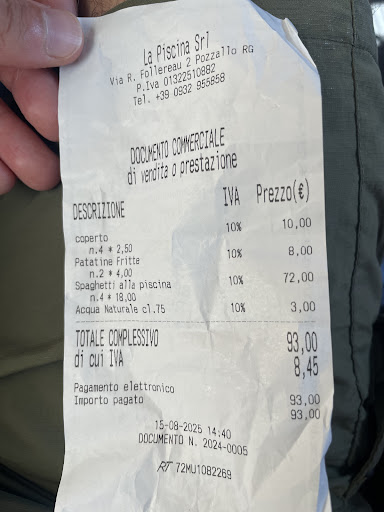 La Piscina Srl
Via R. Follereau 2 Pozzallo RG
P.Iva 01322510882
Tel. +39 0932 955858
DOCUMENTO COMMERCIALE
di vendita o prestazione
DESCRIZIONE IVA Prezzo(€)
coperto 10% 10,00
n.4 * 2,50
Patatine Fritte 10% 8,00
n.2 * 4,00
Spaghetti alla piscina 10% 72,00
n.4 * 18,00
Acqua Naturale cl.75 10% 3,00
TOTALE COMPLESSIVO 93,00
di cui IVA 8,45
Pagamento elettronico 93,00
Importo pagato 93,00
15-08-2025 14:40
DOCUMENTO N. 2024-0005
RT 72MU1082269